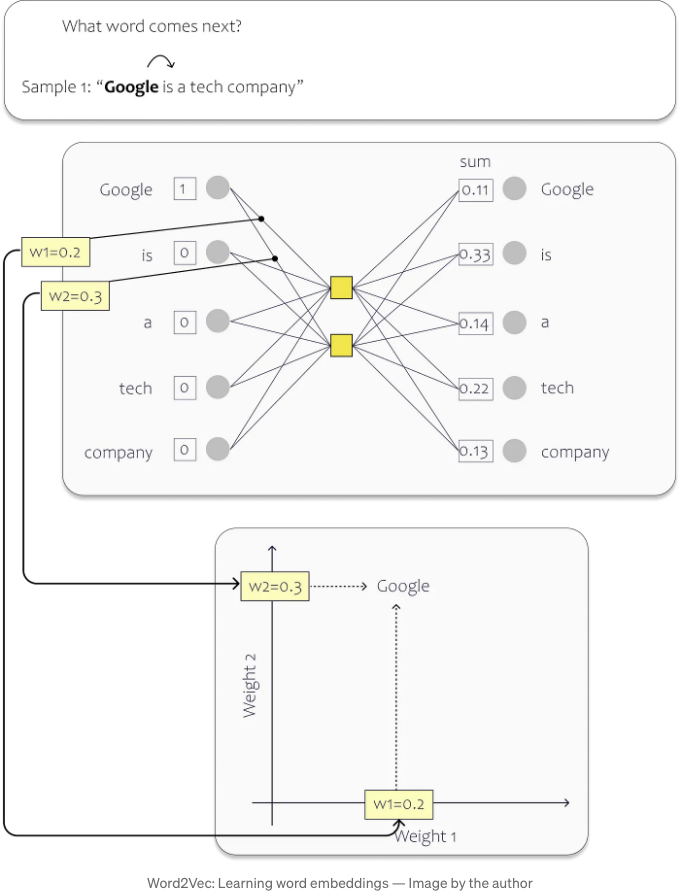 What word comes next?
Sample 1: “Google is a tech company”
sum
Google 1 0.11 Google
w1=0.2
is 0 0.33 is
w2=0.3
a 0 0.14 a
tech 0 0.22 tech
company 0 0.13 company
w2=0.3 Google
Weight 2
w1=0.2
Weight 1
Word2Vec: Learning word embeddings — Image by the author